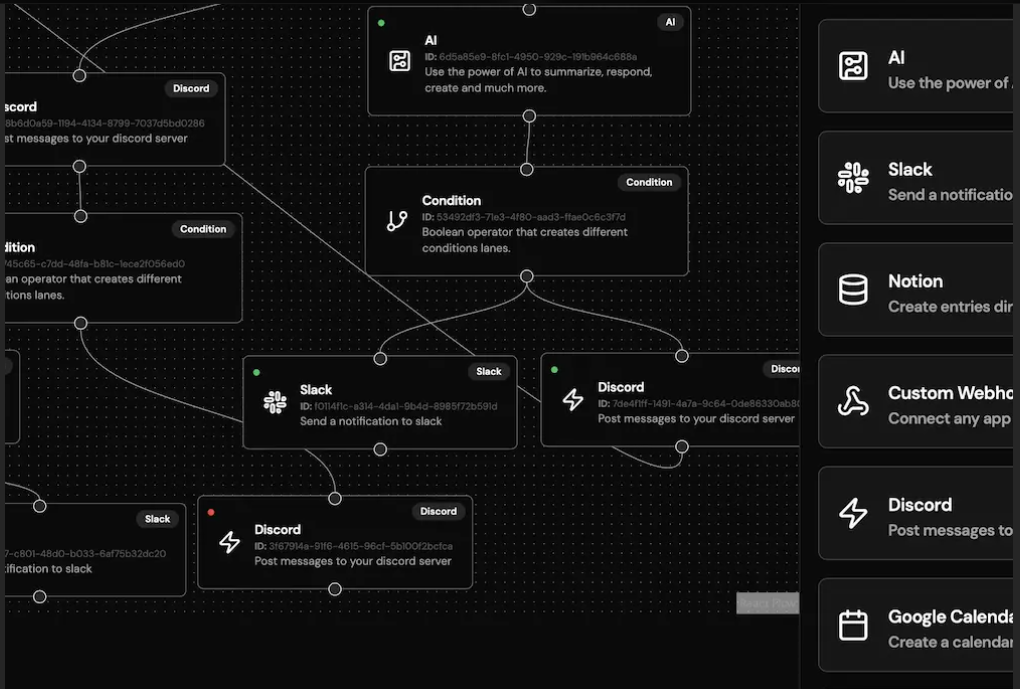 AI
AI
ID: 6d5a85e9-8fc1-4950-929c-191b964c688a
Use the power of AI to summarize, respond,
create and much more.
Discord
scord
8b6d0a59-1194-4134-8799-7037d5bd0286
st messages to your discord server
Condition
Condition
ID: 53492df3-71e3-4f80-aad3-ffae0c6c3f7d
Boolean operator that creates different
conditions lanes.
Condition
dition
745c65-c7dd-48fa-b81c-1ece2f056ed0
an operator that creates different
tions lanes.
Slack
Slack
ID: f0114f1c-a314-4da1-9b4d-8985f72b591d
Send a notification to slack
Discor
Discord
ID: 7de4f1ff-1491-4a7a-9c64-0de86330ab80
Post messages to your discord server
Slack
7-c801-48d0-b033-6af75b32dc20
ification to slack
Discord
Discord
ID: 3f67914a-91f6-4615-96cf-5b100f2bcfca
Post messages to your discord server
React Flow
AI
Use the power of
Slack
Send a notificatio
Notion
Create entries dir
Custom Webho
Connect any app
Discord
Post messages to
Google Calenda
Create a calendar